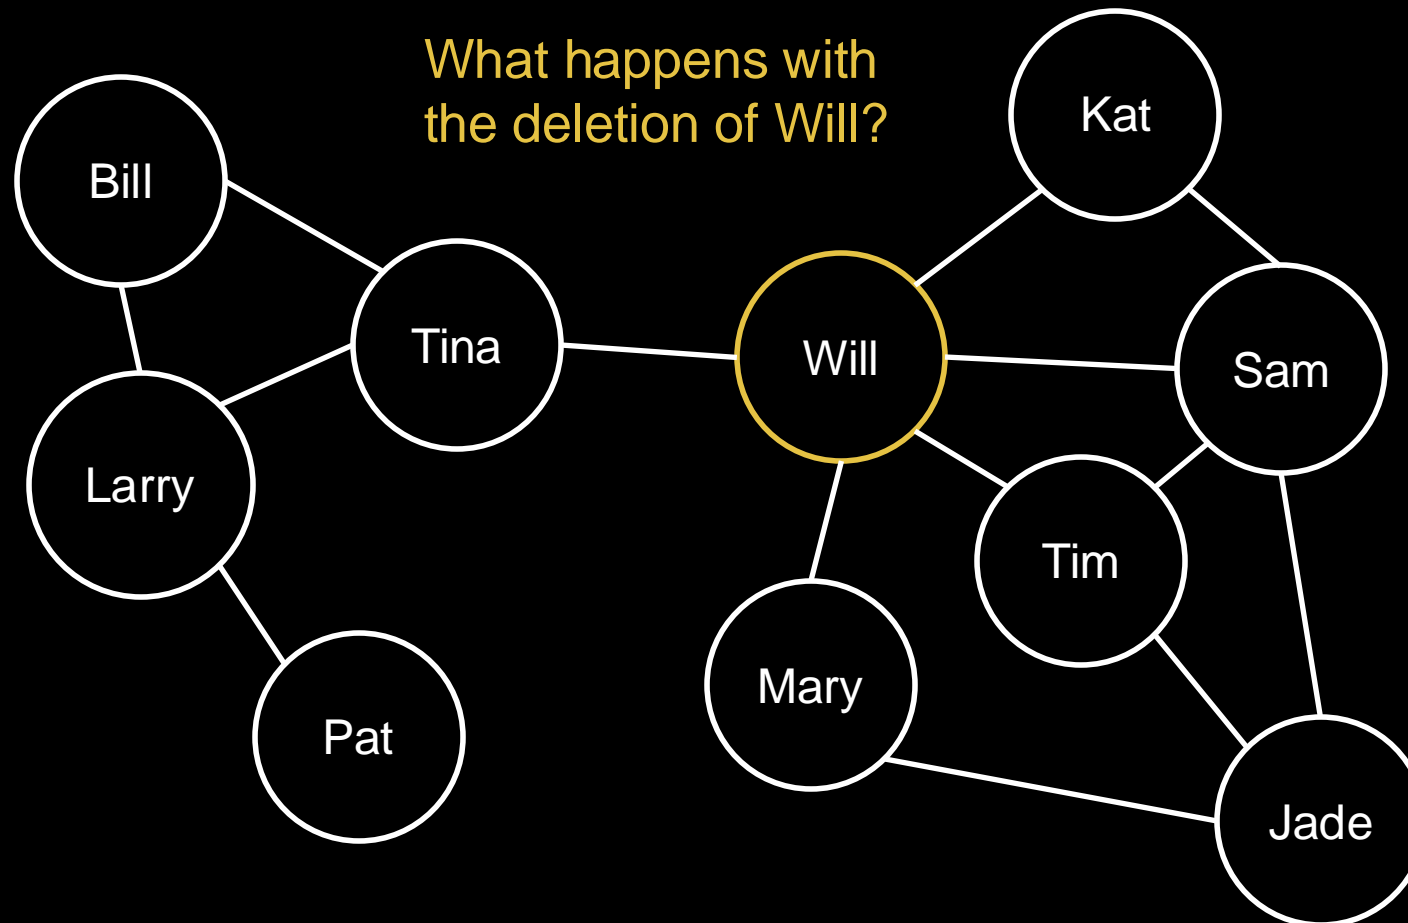 What happens with
the deletion of Will?
Kat
Bill
Tina
Will
Sam
Larry
Tim
Mary
Pat
Jade